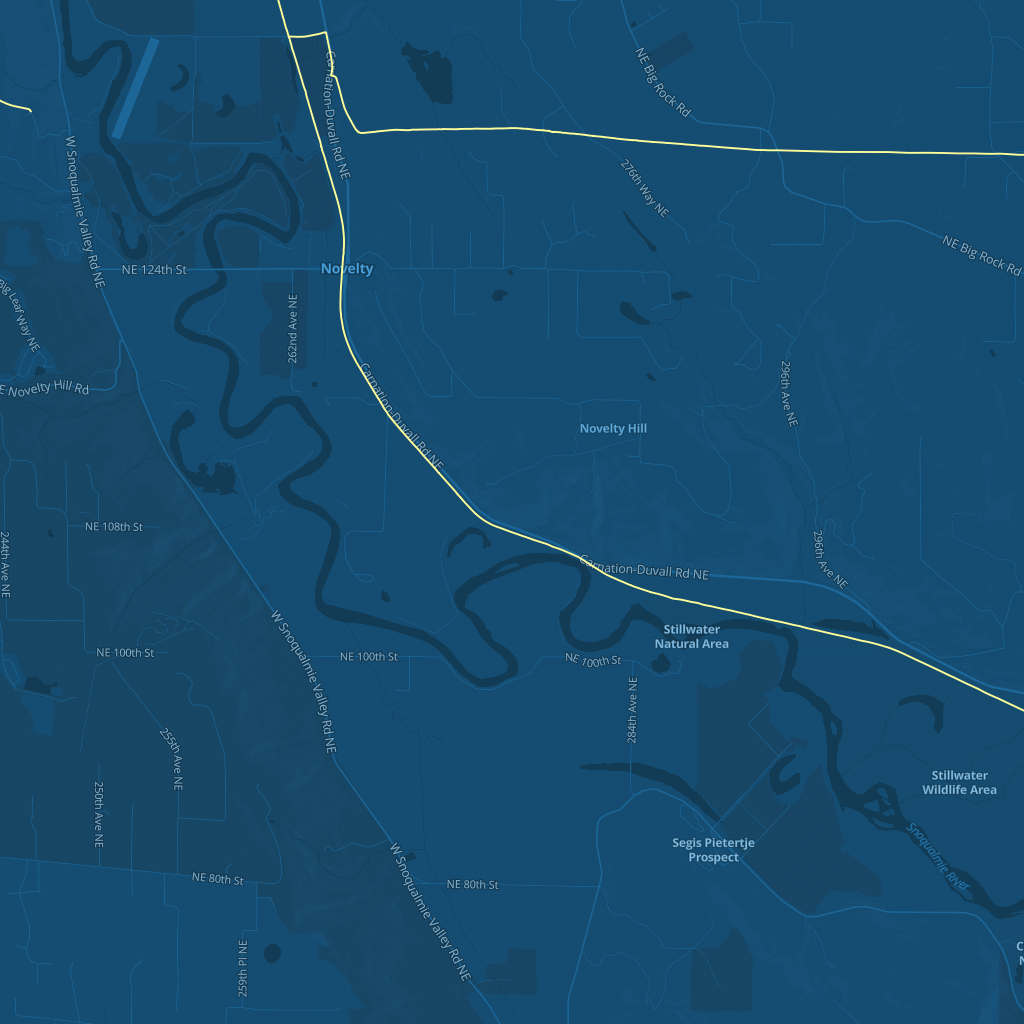 Carnation-Duvall Rd NE
NE Big Rock Rd
W Snoqualmie Valley Rd NE
276th Way NE
NE Big Rock Rd
NE 124th St
Novelty
Leaf Way NE
262nd Ave NE
Carnation-Duvall Rd NE
296th Ave NE
E Novelty Hill Rd
Novelty Hill
NE 108th St
244th Ave NE
296th Ave NE
Carnation-Duvall Rd NE
Stillwater
Natural Area
NE 100th St
NE 100th St
NE 100th St
W Snoqualmie Valley Rd NE
284th Ave NE
255th Ave NE
Stillwater
Wildlife Area
250th Ave NE
Segis Pietertje
Prospect
Snoqualmie River
NE 80th St
NE 80th St
W Snoqualmie Valley Rd NE
259th Pl NE